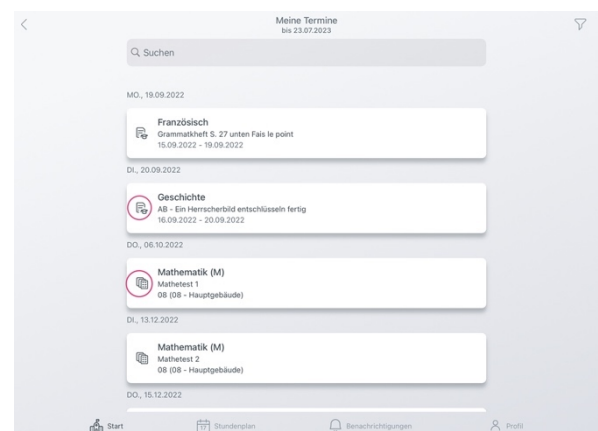 Meine Termine
bis 23.07.2023
Suchen
MO., 19.09.2022
Französisch
Grammatkheft S. 27 unten Fais le point
15.09.2022 - 19.09.2022
DI., 20.09.2022
Geschichte
AB - Ein Herrscherbild entschlüsseln fertig
16.09.2022 - 20.09.2022
DO., 06.10.2022
Mathematik (M)
Mathetest 1
08 (08 - Hauptgebäude)
DI., 13.12.2022
Mathematik (M)
Mathetest 2
08 (08 - Hauptgebäude)
DO., 15.12.2022
Start
17 Stundenplan
Benachrichtigungen
Profil